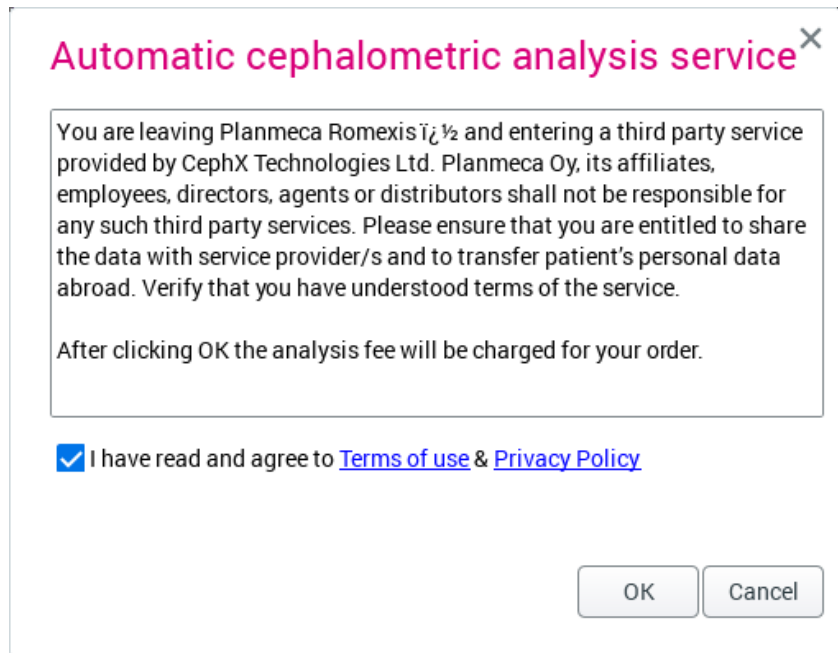 Automatic cephalometric analysis service
You are leaving Planmeca Romexisï¿½ and entering a third party service
provided by CephX Technologies Ltd. Planmeca Oy, its affiliates,
employees, directors, agents or distributors shall not be responsible for
any such third party services. Please ensure that you are entitled to share
the data with service provider/s and to transfer patient’s personal data
abroad. Verify that you have understood terms of the service.
After clicking OK the analysis fee will be charged for your order.
I have read and agree to Terms of use & Privacy Policy
OK Cancel